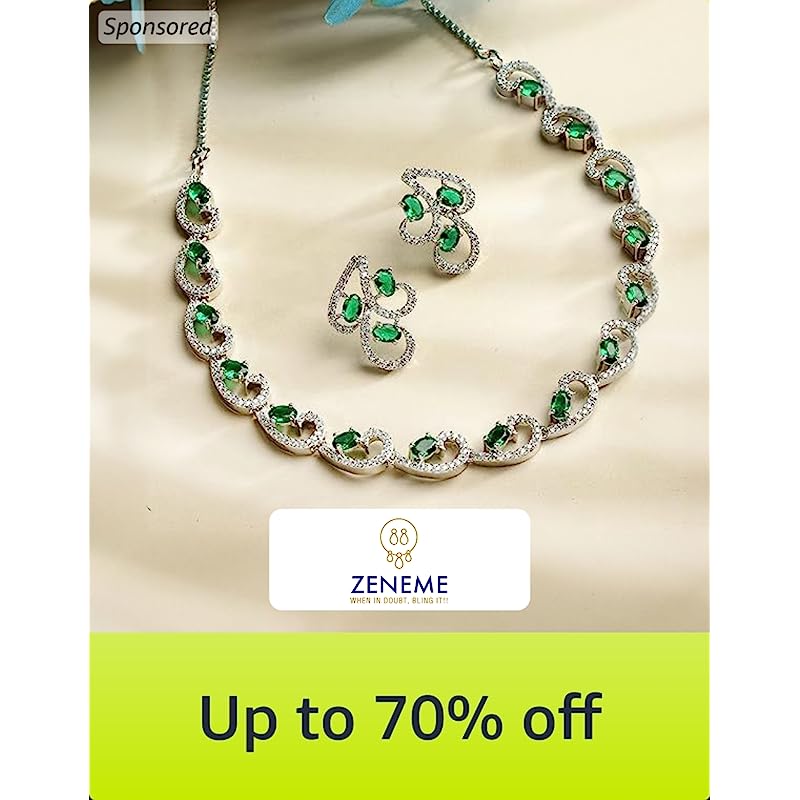 Sponsored
ZENEME
WHEN IN DOUBT, BLING IT!!
Up to 70% off